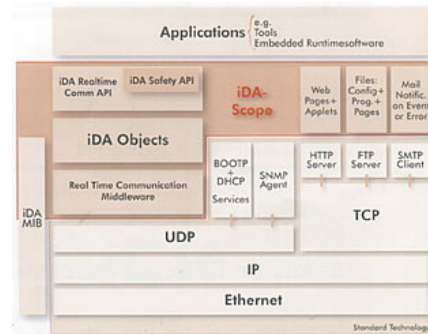 Applications
e.g.
Tools
Embedded Runtimesoftware
iDA Realtime
Comm API
iDA Safety API
iDA-
Scope
Web
Pages+
Applets
Files:
Config+
Prog.+
Pages
Mail
Notific.
on Event
or Error
iDA Objects
Real Time Communication
Middleware
iDA
MIB
BOOTP
+
DHCP
Services
SNMP
Agent
HTTP
Server
FTP
Server
SMTP
Client
TCP
UDP
IP
Ethernet
Standard Technology